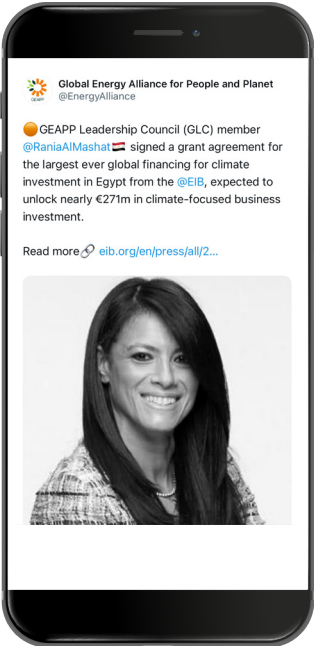 GEAPP
Global Energy Alliance for People and Planet
@EnergyAlliance
🟠GEAPP Leadership Council (GLC) member
@RaniaAlMashat🇪🇬 signed a grant agreement for
the largest ever global financing for climate
investment in Egypt from the @EIB, expected to
unlock nearly €271m in climate-focused business
investment.
Read more🔗 eib.org/en/press/all/2...